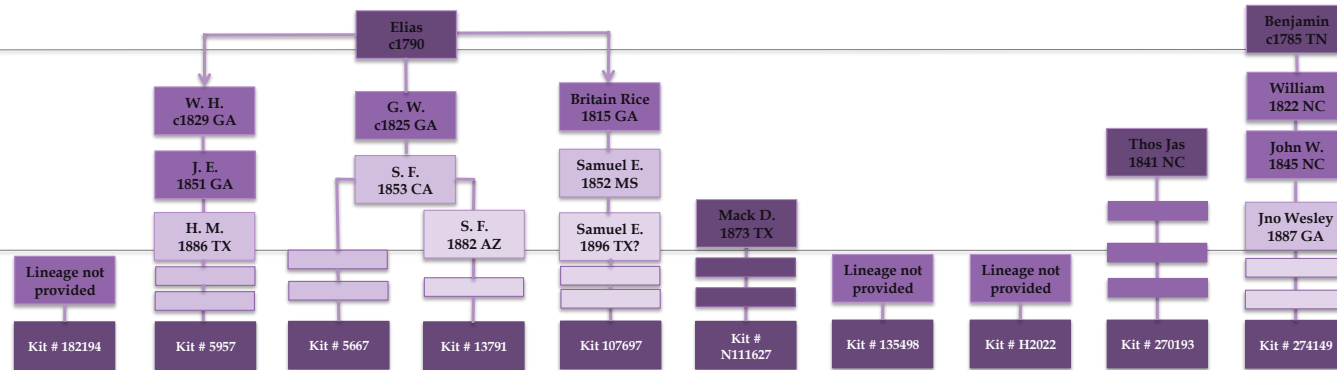 Elias
c1790
Benjamin
c1785 TN
W. H.
c1829 GA
G. W.
c1825 GA
Britain Rice
1815 GA
William
1822 NC
J. E.
1851 GA
S. F.
1853 CA
Samuel E.
1852 MS
Thos Jas
1841 NC
John W.
1845 NC
H. M.
1886 TX
S. F.
1882 AZ
Samuel E.
1896 TX?
Mack D.
1873 TX
Jno Wesley
1887 GA
Lineage not
provided
Lineage not
provided
Lineage not
provided
Kit # 182194
Kit # 5957
Kit # 5667
Kit # 13791
Kit 107697
Kit #
N111627
Kit # 135498
Kit # H2022
Kit # 270193
Kit # 274149